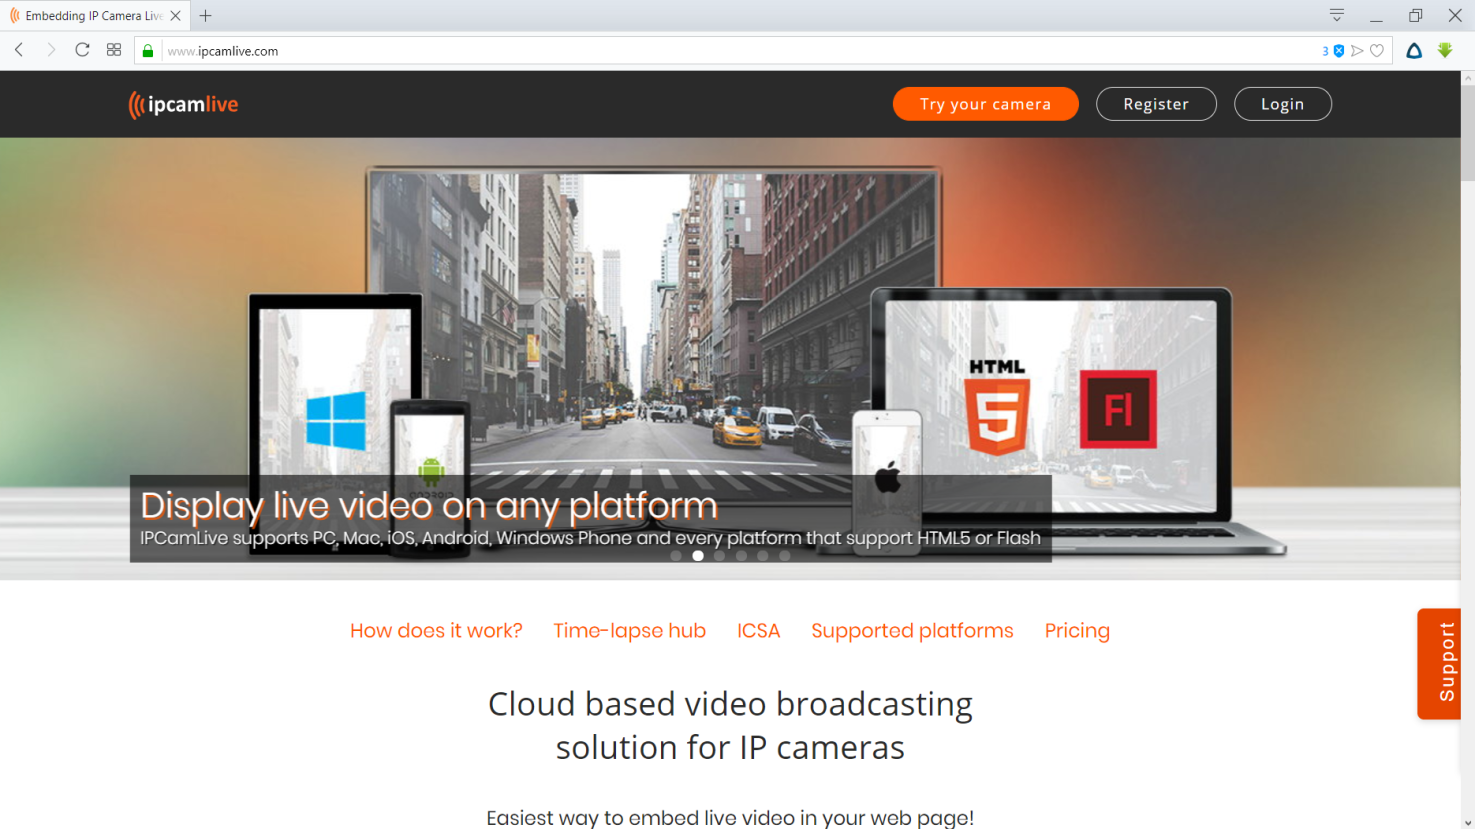 Embedding IP Camera Liv
www.ipcamlive.com
3
ipcamlive
Try your camera
Register
Login
HTML
5
Fl
Display live video on any platform
IPCamLive supports PC, Mac, iOS, Android, Windows Phone and every platform that support HTML5 or Flash
How does it work?
Time-lapse hub
ICSA
Supported platforms
Pricing
Support
Cloud based video broadcasting
solution for IP cameras
Easiest way to embed live video in your web page!